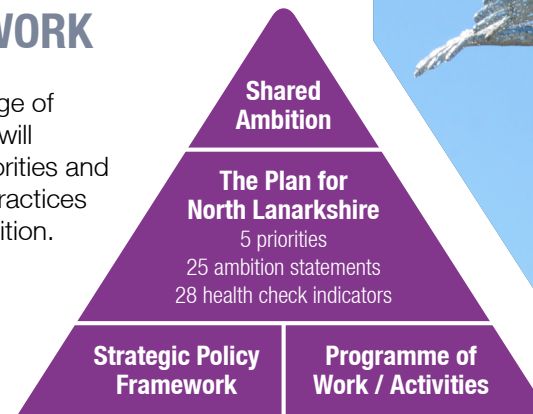 WORK
ge of
will
orities and
ractices
ition.
Shared
Ambition
The Plan for
North Lanarkshire
5 priorities
25 ambition statements
28 health check indicators
Strategic Policy
Framework
Programme of
Work / Activities